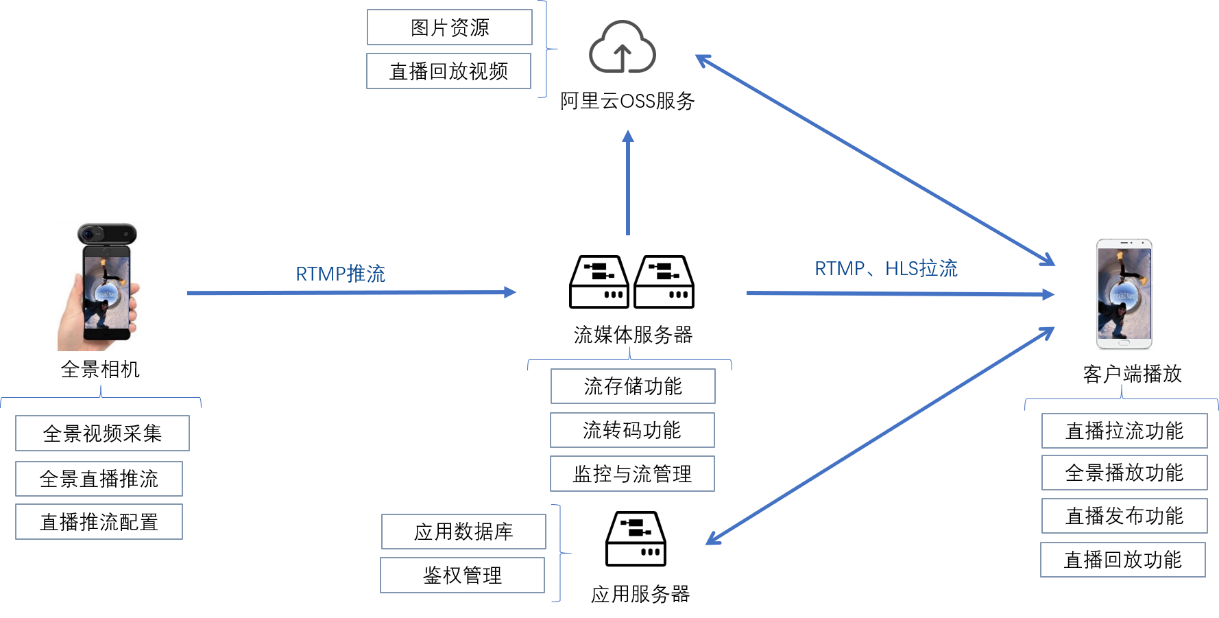 图片资源
直播回放视频
阿里云OSS服务
RTMP推流
RTMP、HLS拉流
全景相机
全景视频采集
全景直播推流
直播推流配置
流媒体服务器
流存储功能
流转码功能
监控与流管理
应用数据库
鉴权管理
应用服务器
客户端播放
直播拉流功能
全景播放功能
直播发布功能
直播回放功能